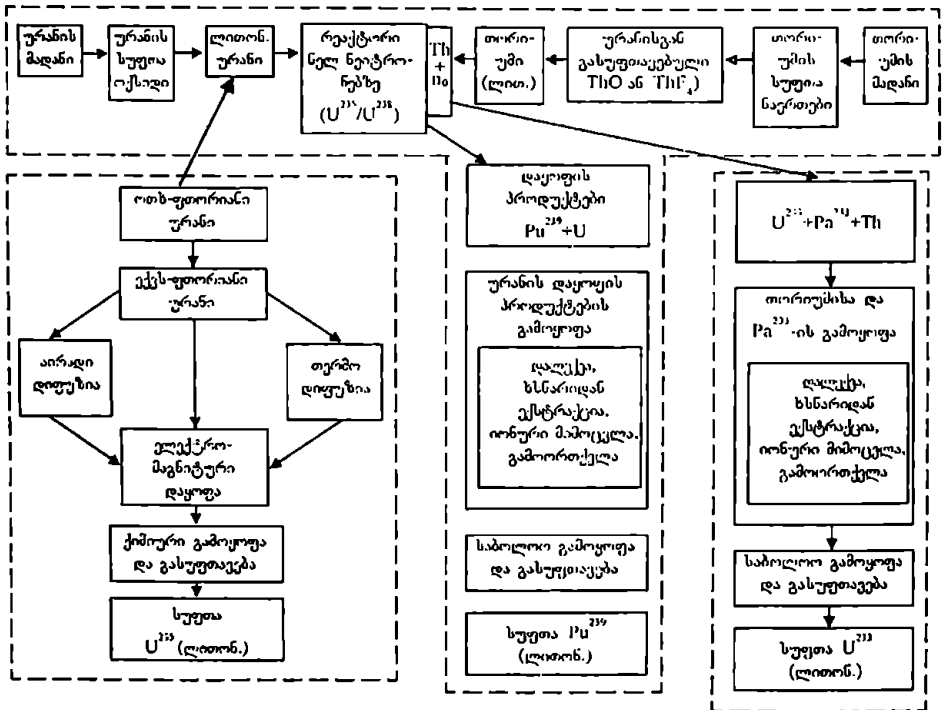 ურანის
მადანი
ურანის
სუფთა
ოქსიდი
ლითონ.
ურანი
რეაქტორი
ნელ ნეიტრო-
ნებზე
(U²³⁵/U²³⁸)
Th
+
თორი-
უმი
(ლით.)
ურანისგან
გასუფთავებული
ThO ან ThF₄)
თორი-
უმის
სუფთა
ნაერთები
თორი-
უმის
მადანი
ოთხ-ფთორიანი
ურანი
ექვს-ფთორიანი
ურანი
აირადი
დიფუზია
თერმო
დიფუზია
ელექტრო-
მაგნიტური
დაყოფა
ქიმიური გამოყოფა
და გასუფთავება
სუფთა
U²³⁵ (ლითონ.)
დაყოფის
პროდუქტები
Pu²³⁹+U
ურანის დაყოფის
პროდუქტების
გამოყოფა
დალექვა,
ხსნარიდან
ექსტრაქცია,
იონური მიმოცვლა,
გამოორთქვლა
საბოლოო გამოყოფა
და გასუფთავება
სუფთა Pu²³⁹
(ლითონ.)
U²³³+Pa²³³+Th
თორიუმისა და
Pa²³³-ის გამოყოფა
დალექვა,
ხსნარიდან
ექსტრაქცია,
იონური მიმოცვლა,
გამოორთქვლა
საბოლოო გამოყოფა
და გასუფთავება
სუფთა U²³³
(ლითონ.)